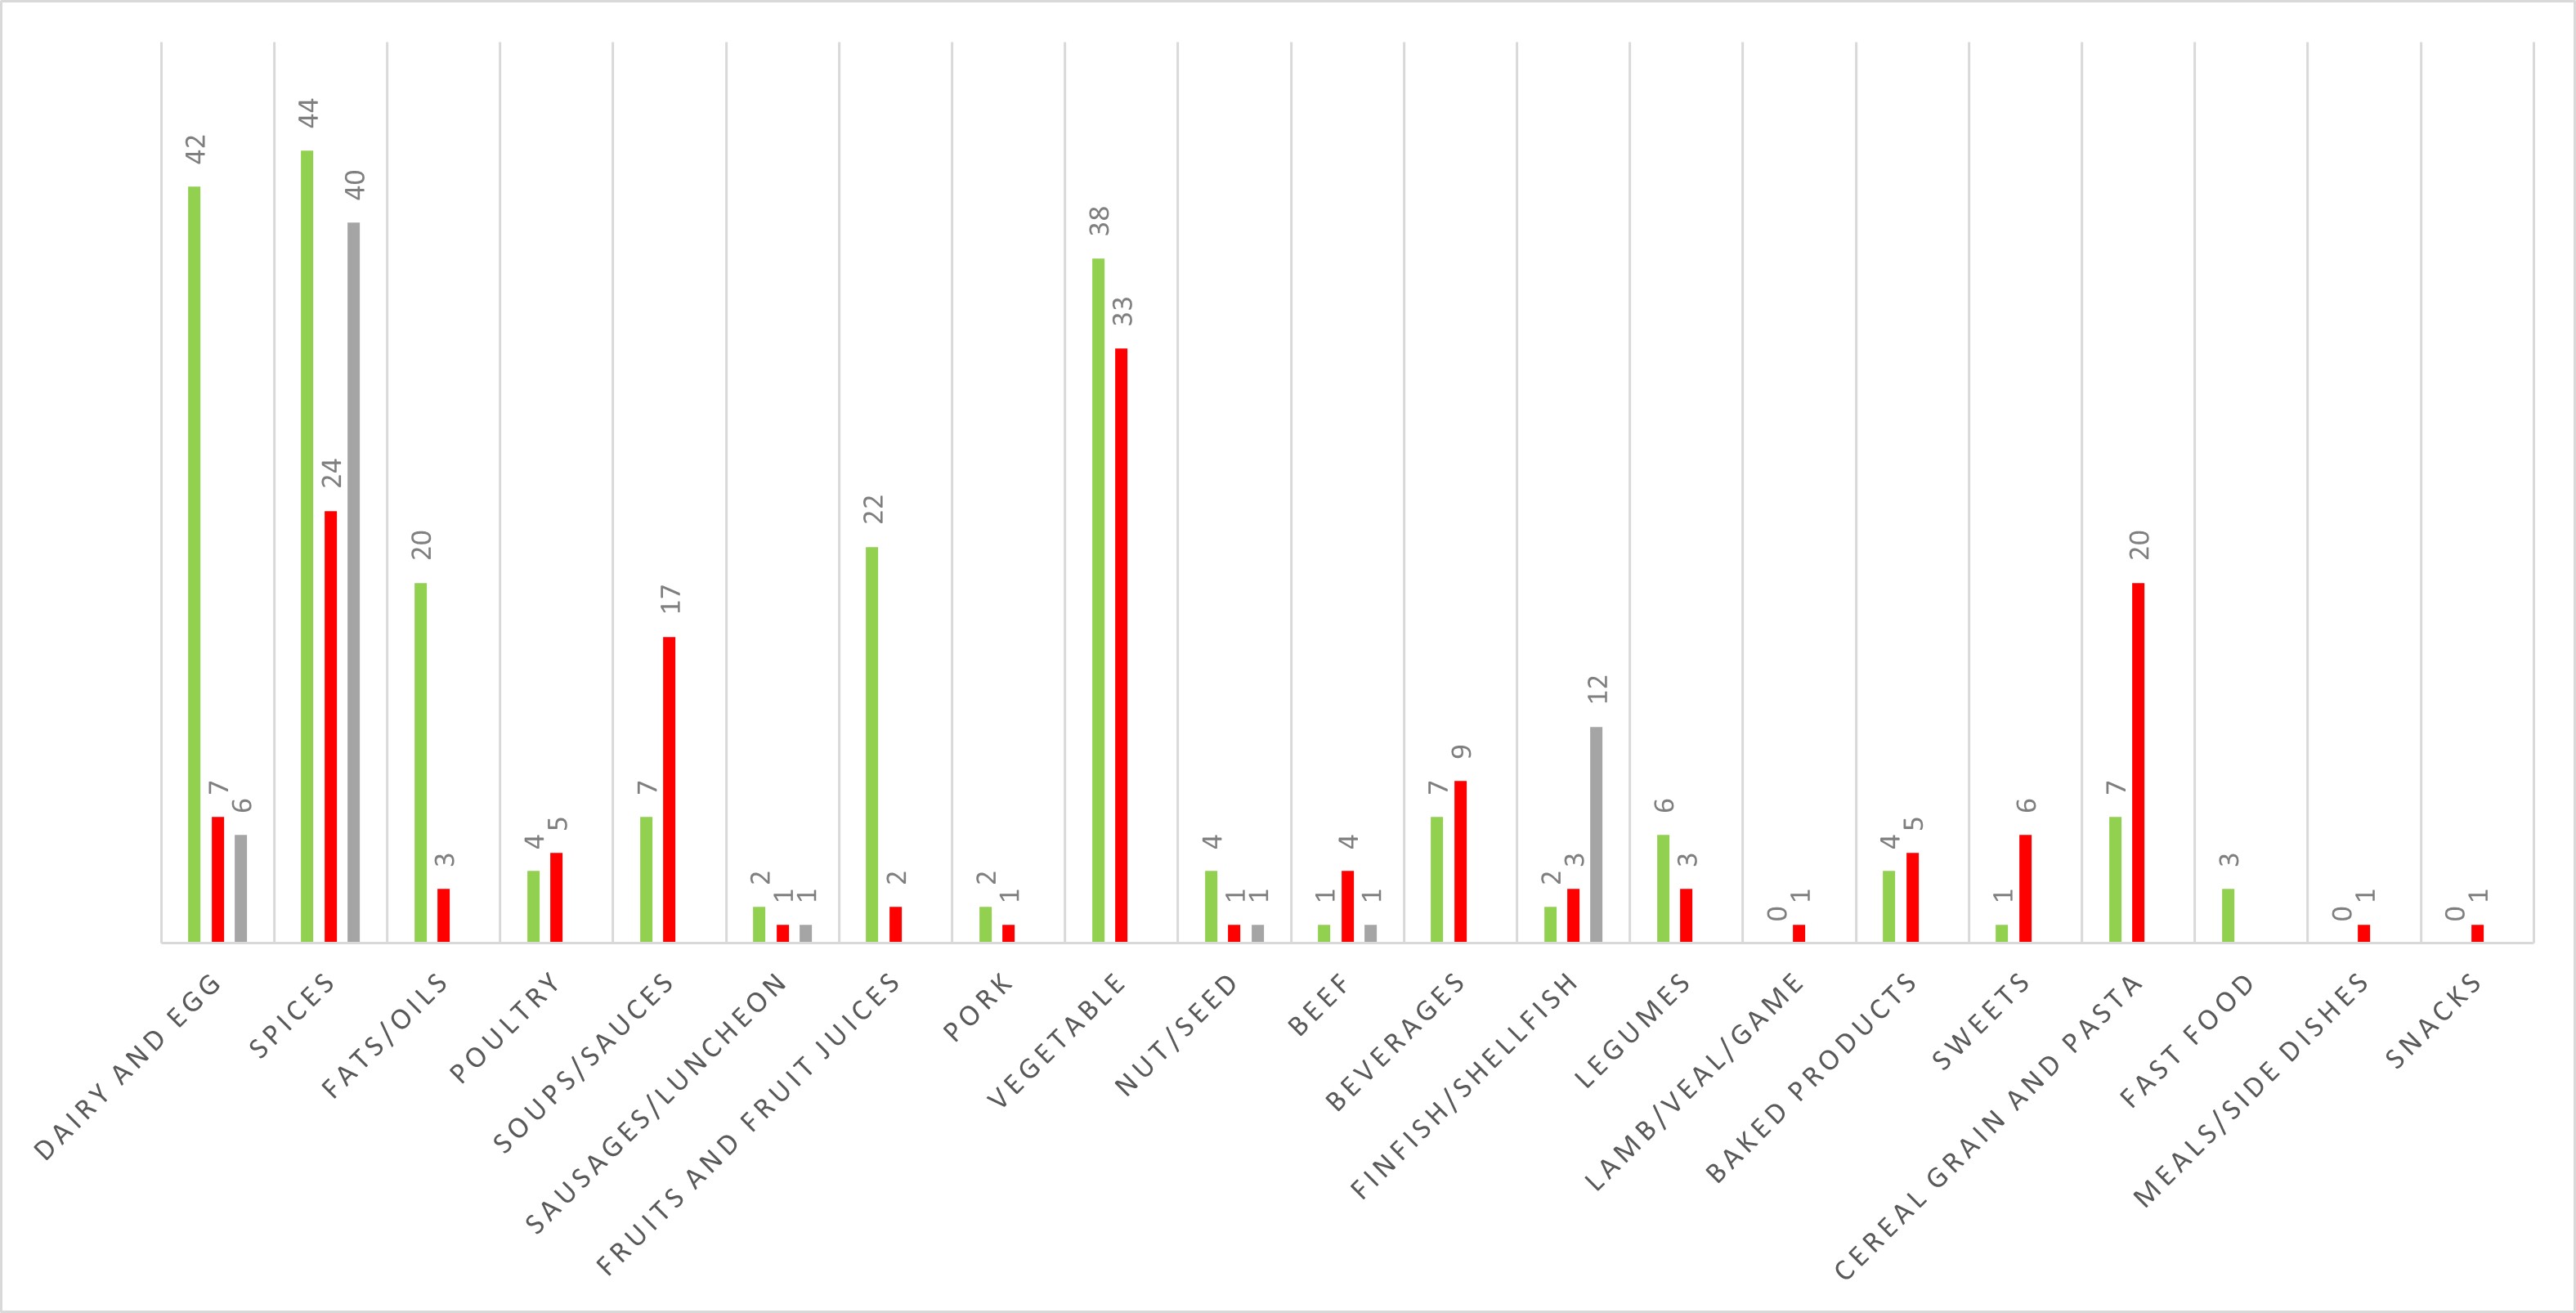 42 7 6
44 24 40
20 3
4 5
7 17
2 1 1
22 2
2 1
38 33
4 1 1
1 4 1
7 9
2 3 12
6 3
0 1
4 5
1 6
7 20
3
0 1
0 1
DAIRY AND EGG
SPICES
FATS/OILS
POULTRY
SOUPS/SAUCES
SAUSAGES/LUNCHEON
FRUITS AND FRUIT JUICES
PORK
VEGETABLE
NUT/SEED
BEEF
BEVERAGES
FINFISH/SHELLFISH
LEGUMES
LAMB/VEAL/GAME
BAKED PRODUCTS
SWEETS
CEREAL GRAIN AND PASTA
FAST FOOD
MEALS/SIDE DISHES
SNACKS